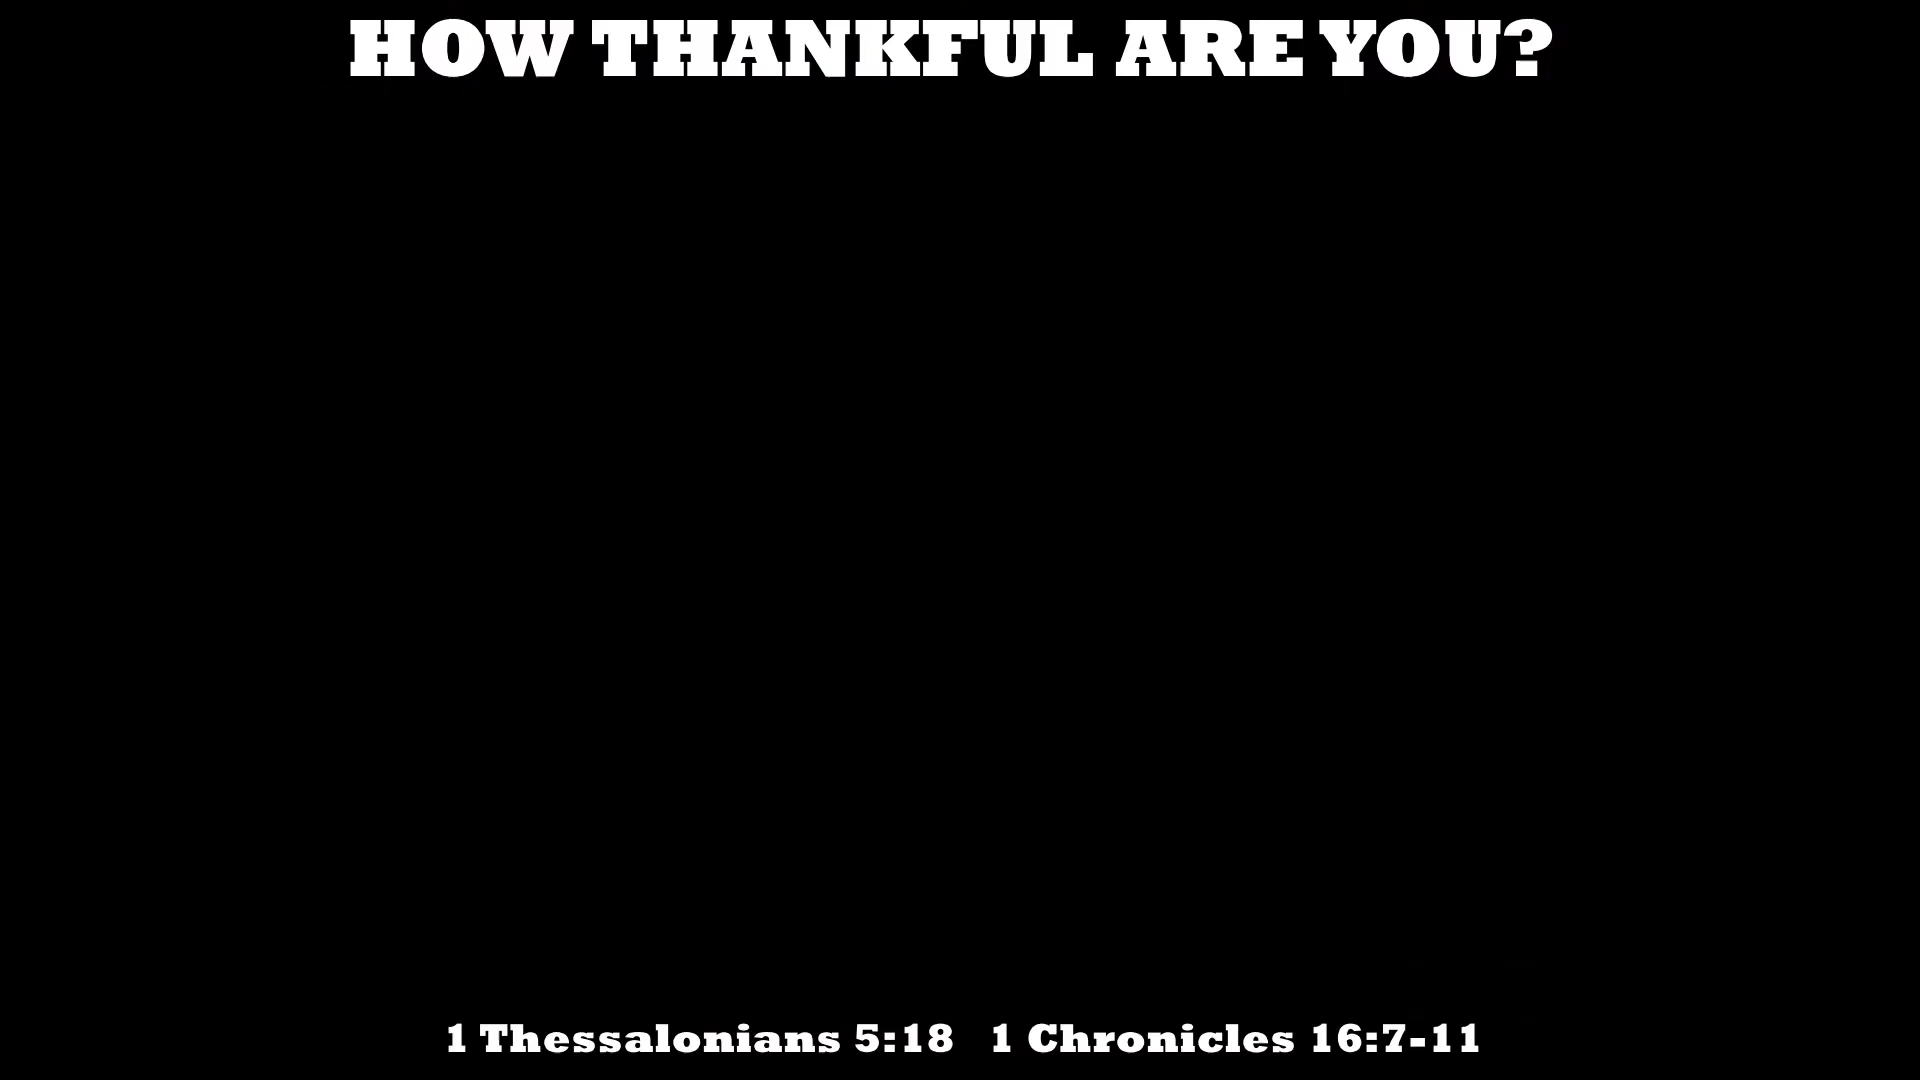 HOW THANKFUL ARE YOU?
1 Thessalonians 5:18 1 Chronicles 16:7-11